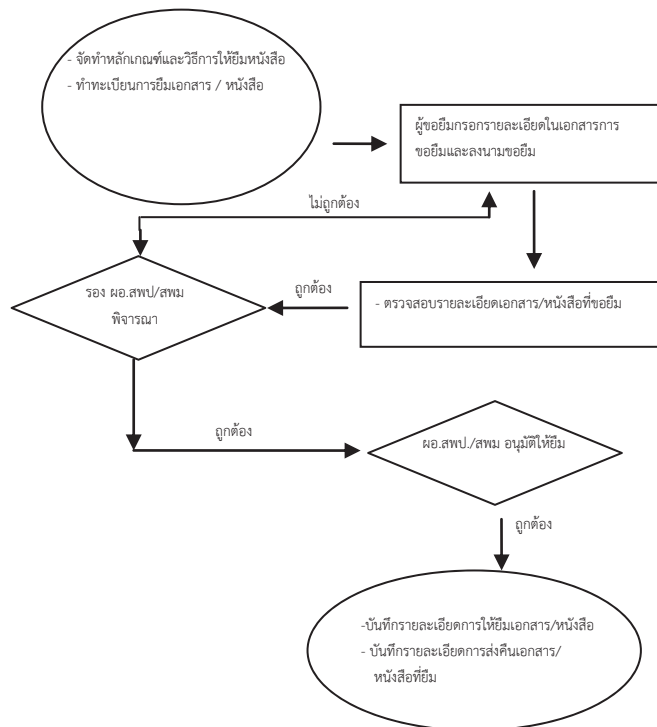 - จัดทำหลักเกณฑ์และวิธีการให้ยืมหนังสือ
- ทำทะเบียนการยืมเอกสาร / หนังสือ
ผู้ขอยืมกรอกรายละเอียดในเอกสารการ
ขอยืมและลงนามขอยืม
ไม่ถูกต้อง
รอง ผอ.สพป/สพม
พิจารณา
ถูกต้อง
- ตรวจสอบรายละเอียดเอกสาร/หนังสือที่ขอยืม
ถูกต้อง
ผอ.สพป./สพม อนุมัติให้ยืม
ถูกต้อง
-บันทึกรายละเอียดการให้ยืมเอกสาร/หนังสือ
- บันทึกรายละเอียดการส่งคืนเอกสาร/
หนังสือที่ยืม